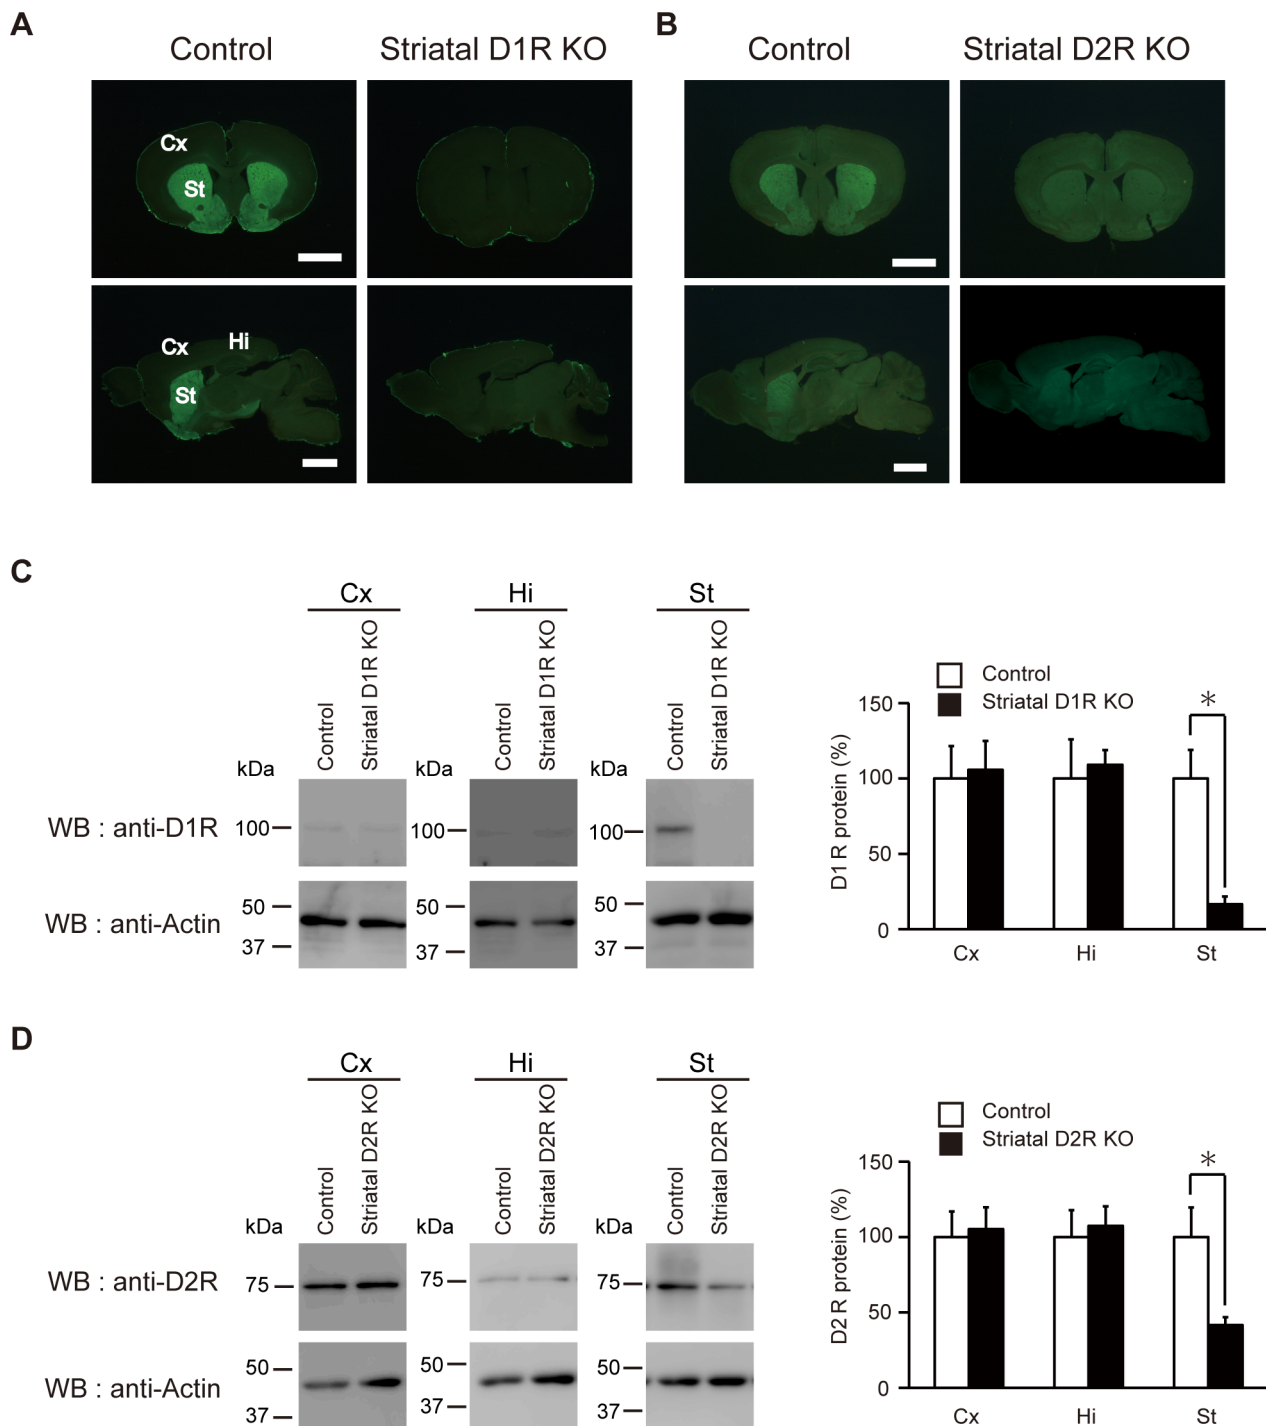 A
Control
Striatal D1R KO
B
Control
Striatal D2R KO
Cx
St
Cx
Hi
St
C
Cx
Hi
St
Control
Striatal D1R KO
Control
Striatal D1R KO
Control
Striatal D1R KO
kDa
kDa
kDa
WB : anti-D1R
100
100
100
WB : anti-Actin
50
37
50
37
50
37
Control
Striatal D1R KO
*
D1R protein (%)
150
100
50
0
Cx
Hi
St
D
Cx
Hi
St
Control
Striatal D2R KO
Control
Striatal D2R KO
Control
Striatal D2R KO
kDa
kDa
kDa
WB : anti-D2R
75
75
75
WB : anti-Actin
50
37
50
37
50
37
Control
Striatal D2R KO
*
D2R protein (%)
150
100
50
0
Cx
Hi
St